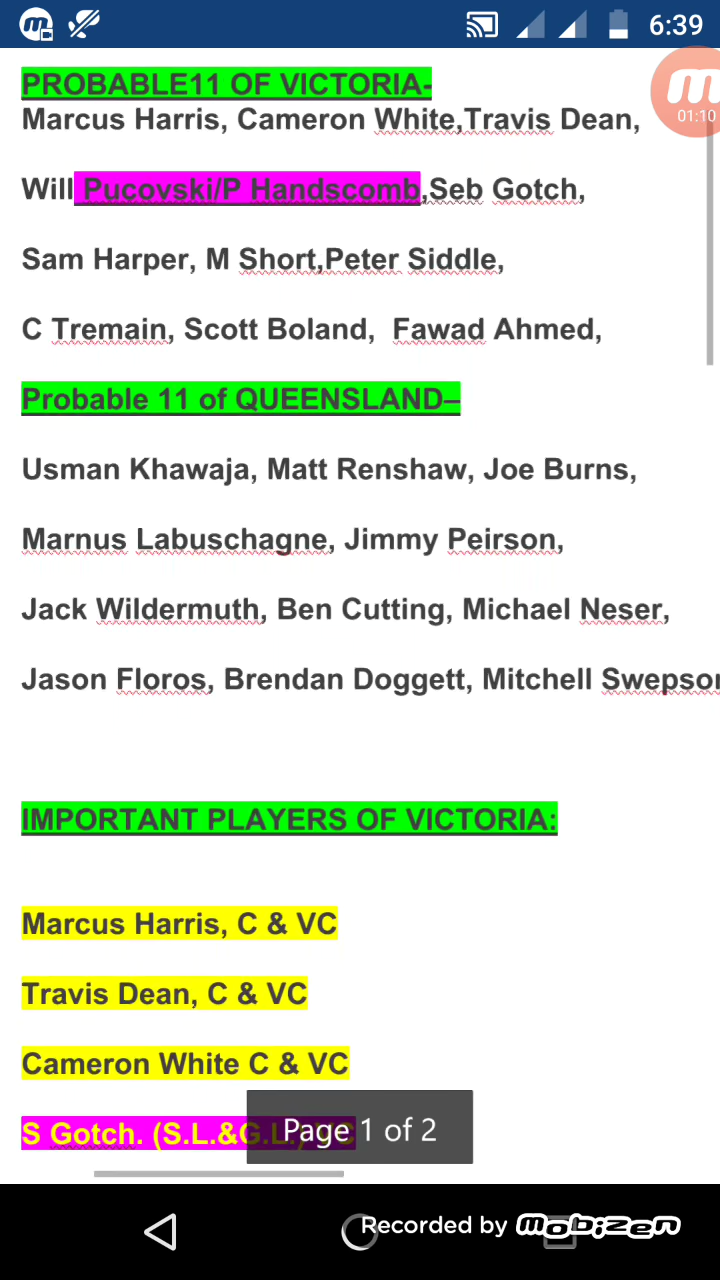 6:39
PROBABLE11 OF VICTORIA-
01:10
Marcus Harris, Cameron White,Travis Dean,
Will Pucovski/P Handscomb,Seb Gotch,
Sam Harper, M Short,Peter Siddle,
C Tremain, Scott Boland, Fawad Ahmed,
Probable 11 of QUEENSLAND–
Usman Khawaja, Matt Renshaw, Joe Burns,
Marnus Labuschagne, Jimmy Peirson,
Jack Wildermuth, Ben Cutting, Michael Neser,
Jason Floros, Brendan Doggett, Mitchell Swepson
IMPORTANT PLAYERS OF VICTORIA:
Marcus Harris, C & VC
Travis Dean, C & VC
Cameron White C & VC
S Gotch. (S.L.&G.L.) VC
Page 1 of 2
Recorded by mobizen